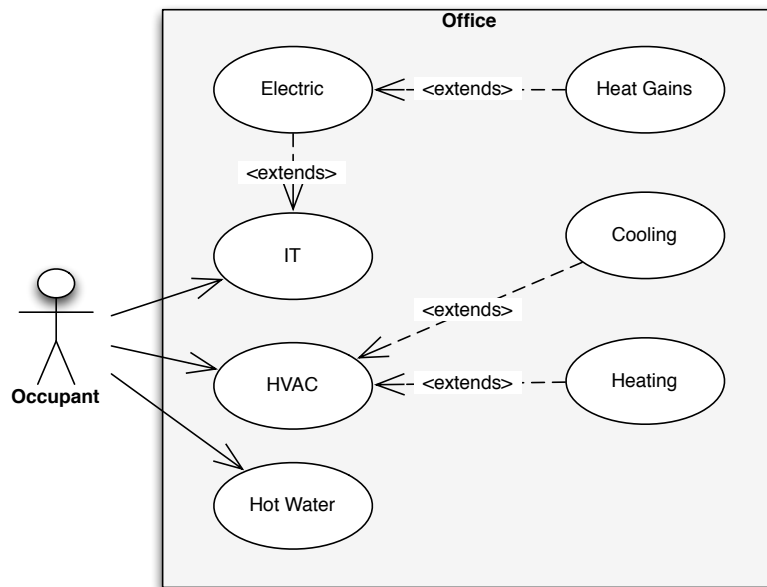 Office
Electric
<extends>
Heat Gains
<extends>
IT
Cooling
<extends>
HVAC
<extends>
Heating
Occupant
Hot Water